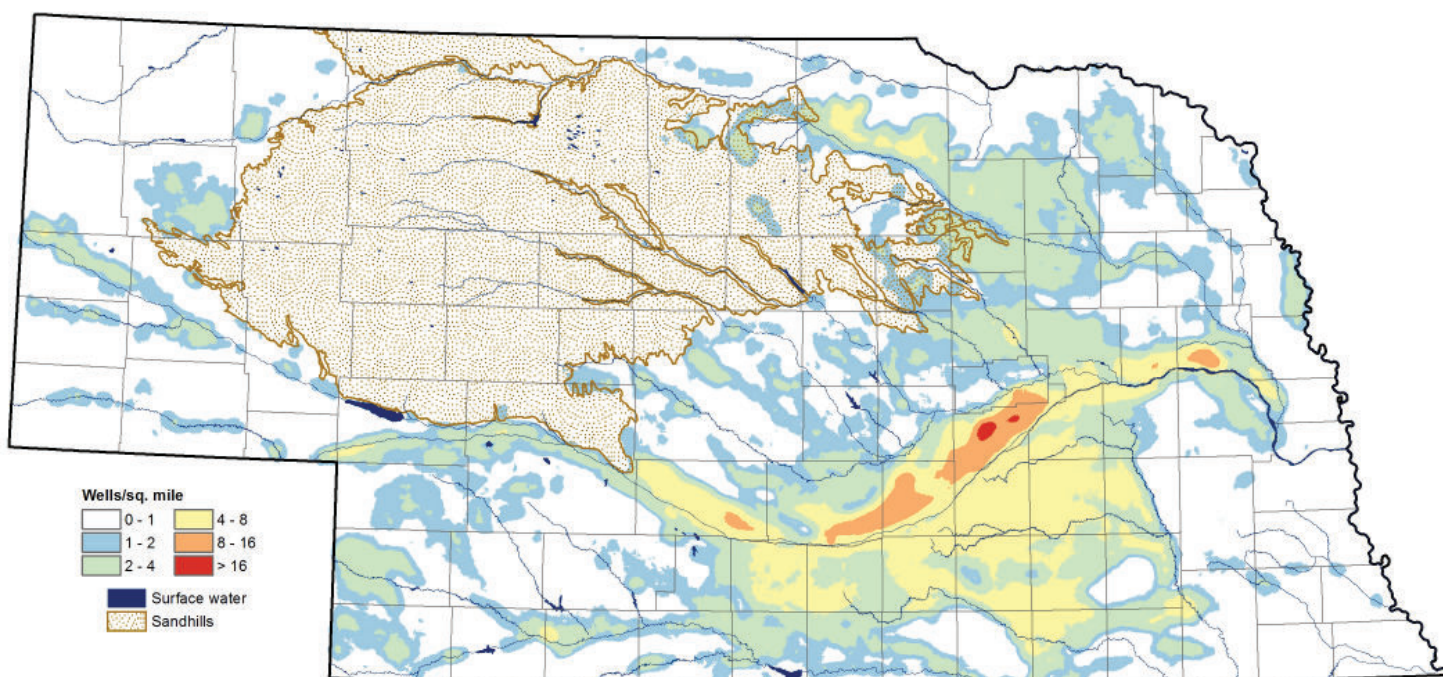 Wells/sq. mile
0 - 1
4 - 8
1 - 2
8 - 16
2 - 4
> 16
Surface water
Sandhills